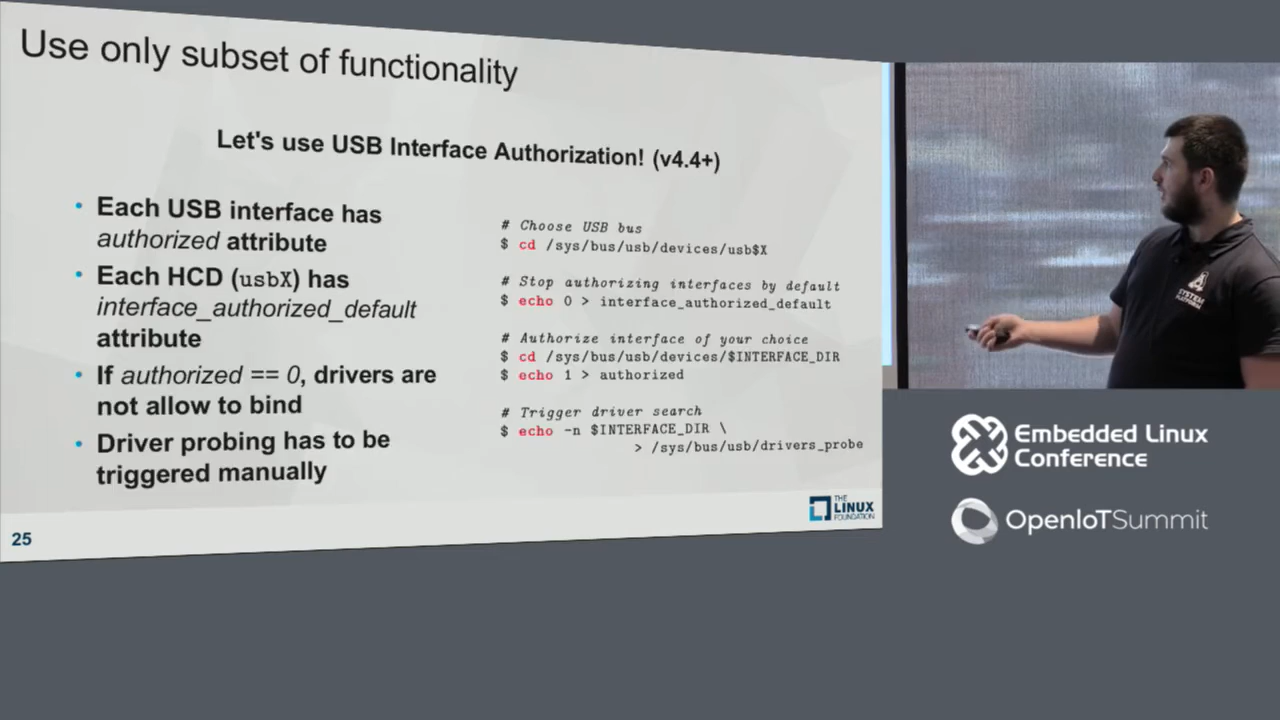 Use only subset of functionality
Let's use USB Interface Authorization! (v4.4+)
• Each USB interface has
authorized attribute
• Each HCD (usbX) has
interface_authorized_default
attribute
• If authorized == 0, drivers are
not allow to bind
• Driver probing has to be
triggered manually
# Choose USB bus
$ cd /sys/bus/usb/devices/usb$X
# Stop authorizing interfaces by default
$ echo 0 > interface_authorized_default
# Authorize interface of your choice
$ cd /sys/bus/usb/devices/$INTERFACE_DIR
$ echo 1 > authorized
# Trigger driver search
$ echo -n $INTERFACE_DIR \
> /sys/bus/usb/drivers_probe
THE
LINUX
FOUNDATION
25
SYSTEM
PLATFORM
Embedded Linux
Conference
OpenIoTSummit